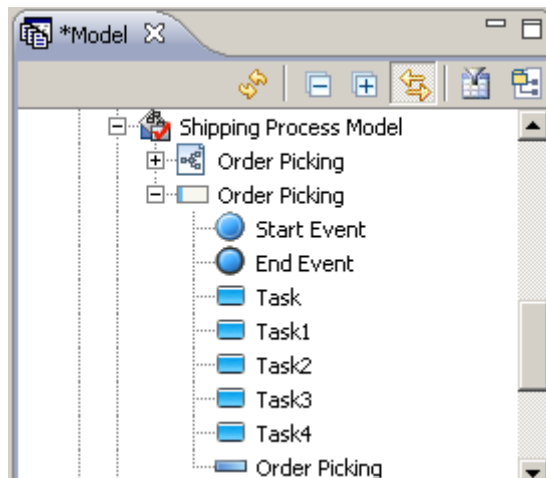 *Model
Shipping Process Model
Order Picking
Order Picking
Start Event
End Event
Task
Task1
Task2
Task3
Task4
Order Picking